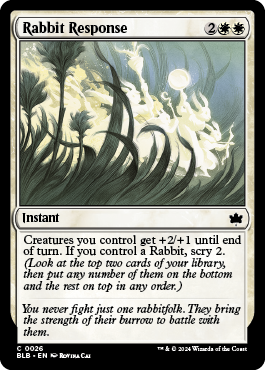 Rabbit Response 2
Instant
Creatures you control get +2/+1 until end
of turn. If you control a Rabbit, scry 2.
(Look at the top two cards of your library,
then put any number of them on the bottom
and the rest on top in any order.)
You never fight just one rabbitfolk. They bring
the strength of their burrow to battle with
them.
C 0026
BLB • EN Rovina Cai
™ & © 2024 Wizards of the Coast